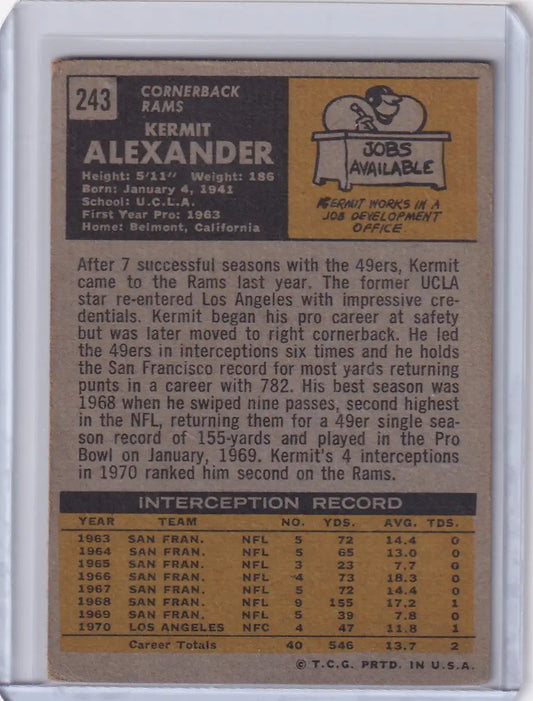 243
CORNERBACK
RAMS
KERMIT
ALEXANDER
Height: 5'11" Weight: 186
Born: January 4, 1941
School: U.C.L.A.
First Year Pro: 1963
Home: Belmont, California
JOBS
AVAILABLE
KERMIT WORKS IN A
JOB DEVELOPMENT
OFFICE
After 7 successful seasons with the 49ers, Kermit
came to the Rams last year. The former UCLA
star re-entered Los Angeles with impressive cre-
dentials. Kermit began his pro career at safety
but was later moved to right cornerback. He led
the 49ers in interceptions six times and he holds
the San Francisco record for most yards returning
punts in a career with 782. His best season was
1968 when he swiped nine passes, second highest
in the NFL, returning them for a 49er single sea-
son record of 155-yards and played in the Pro
Bowl on January, 1969. Kermit's 4 interceptions
in 1970 ranked him second on the Rams.
INTERCEPTION RECORD
YEAR TEAM NO. YDS. AVG. TDS.
1963 SAN FRAN. NFL 5 72 14.4 0
1964 SAN FRAN. NFL 5 65 13.0 0
1965 SAN FRAN. NFL 3 23 7.7 0
1966 SAN FRAN. NFL 4 73 18.3 0
1967 SAN FRAN. NFL 5 72 14.4 0
1968 SAN FRAN. NFL 9 155 17.2 1
1969 SAN FRAN. NFL 5 39 7.8 0
1970 LOS ANGELES NFC 4 47 11.8 1
Career Totals 40 546 13.7 2
© T.C.G. PRTD. IN U.S.A.